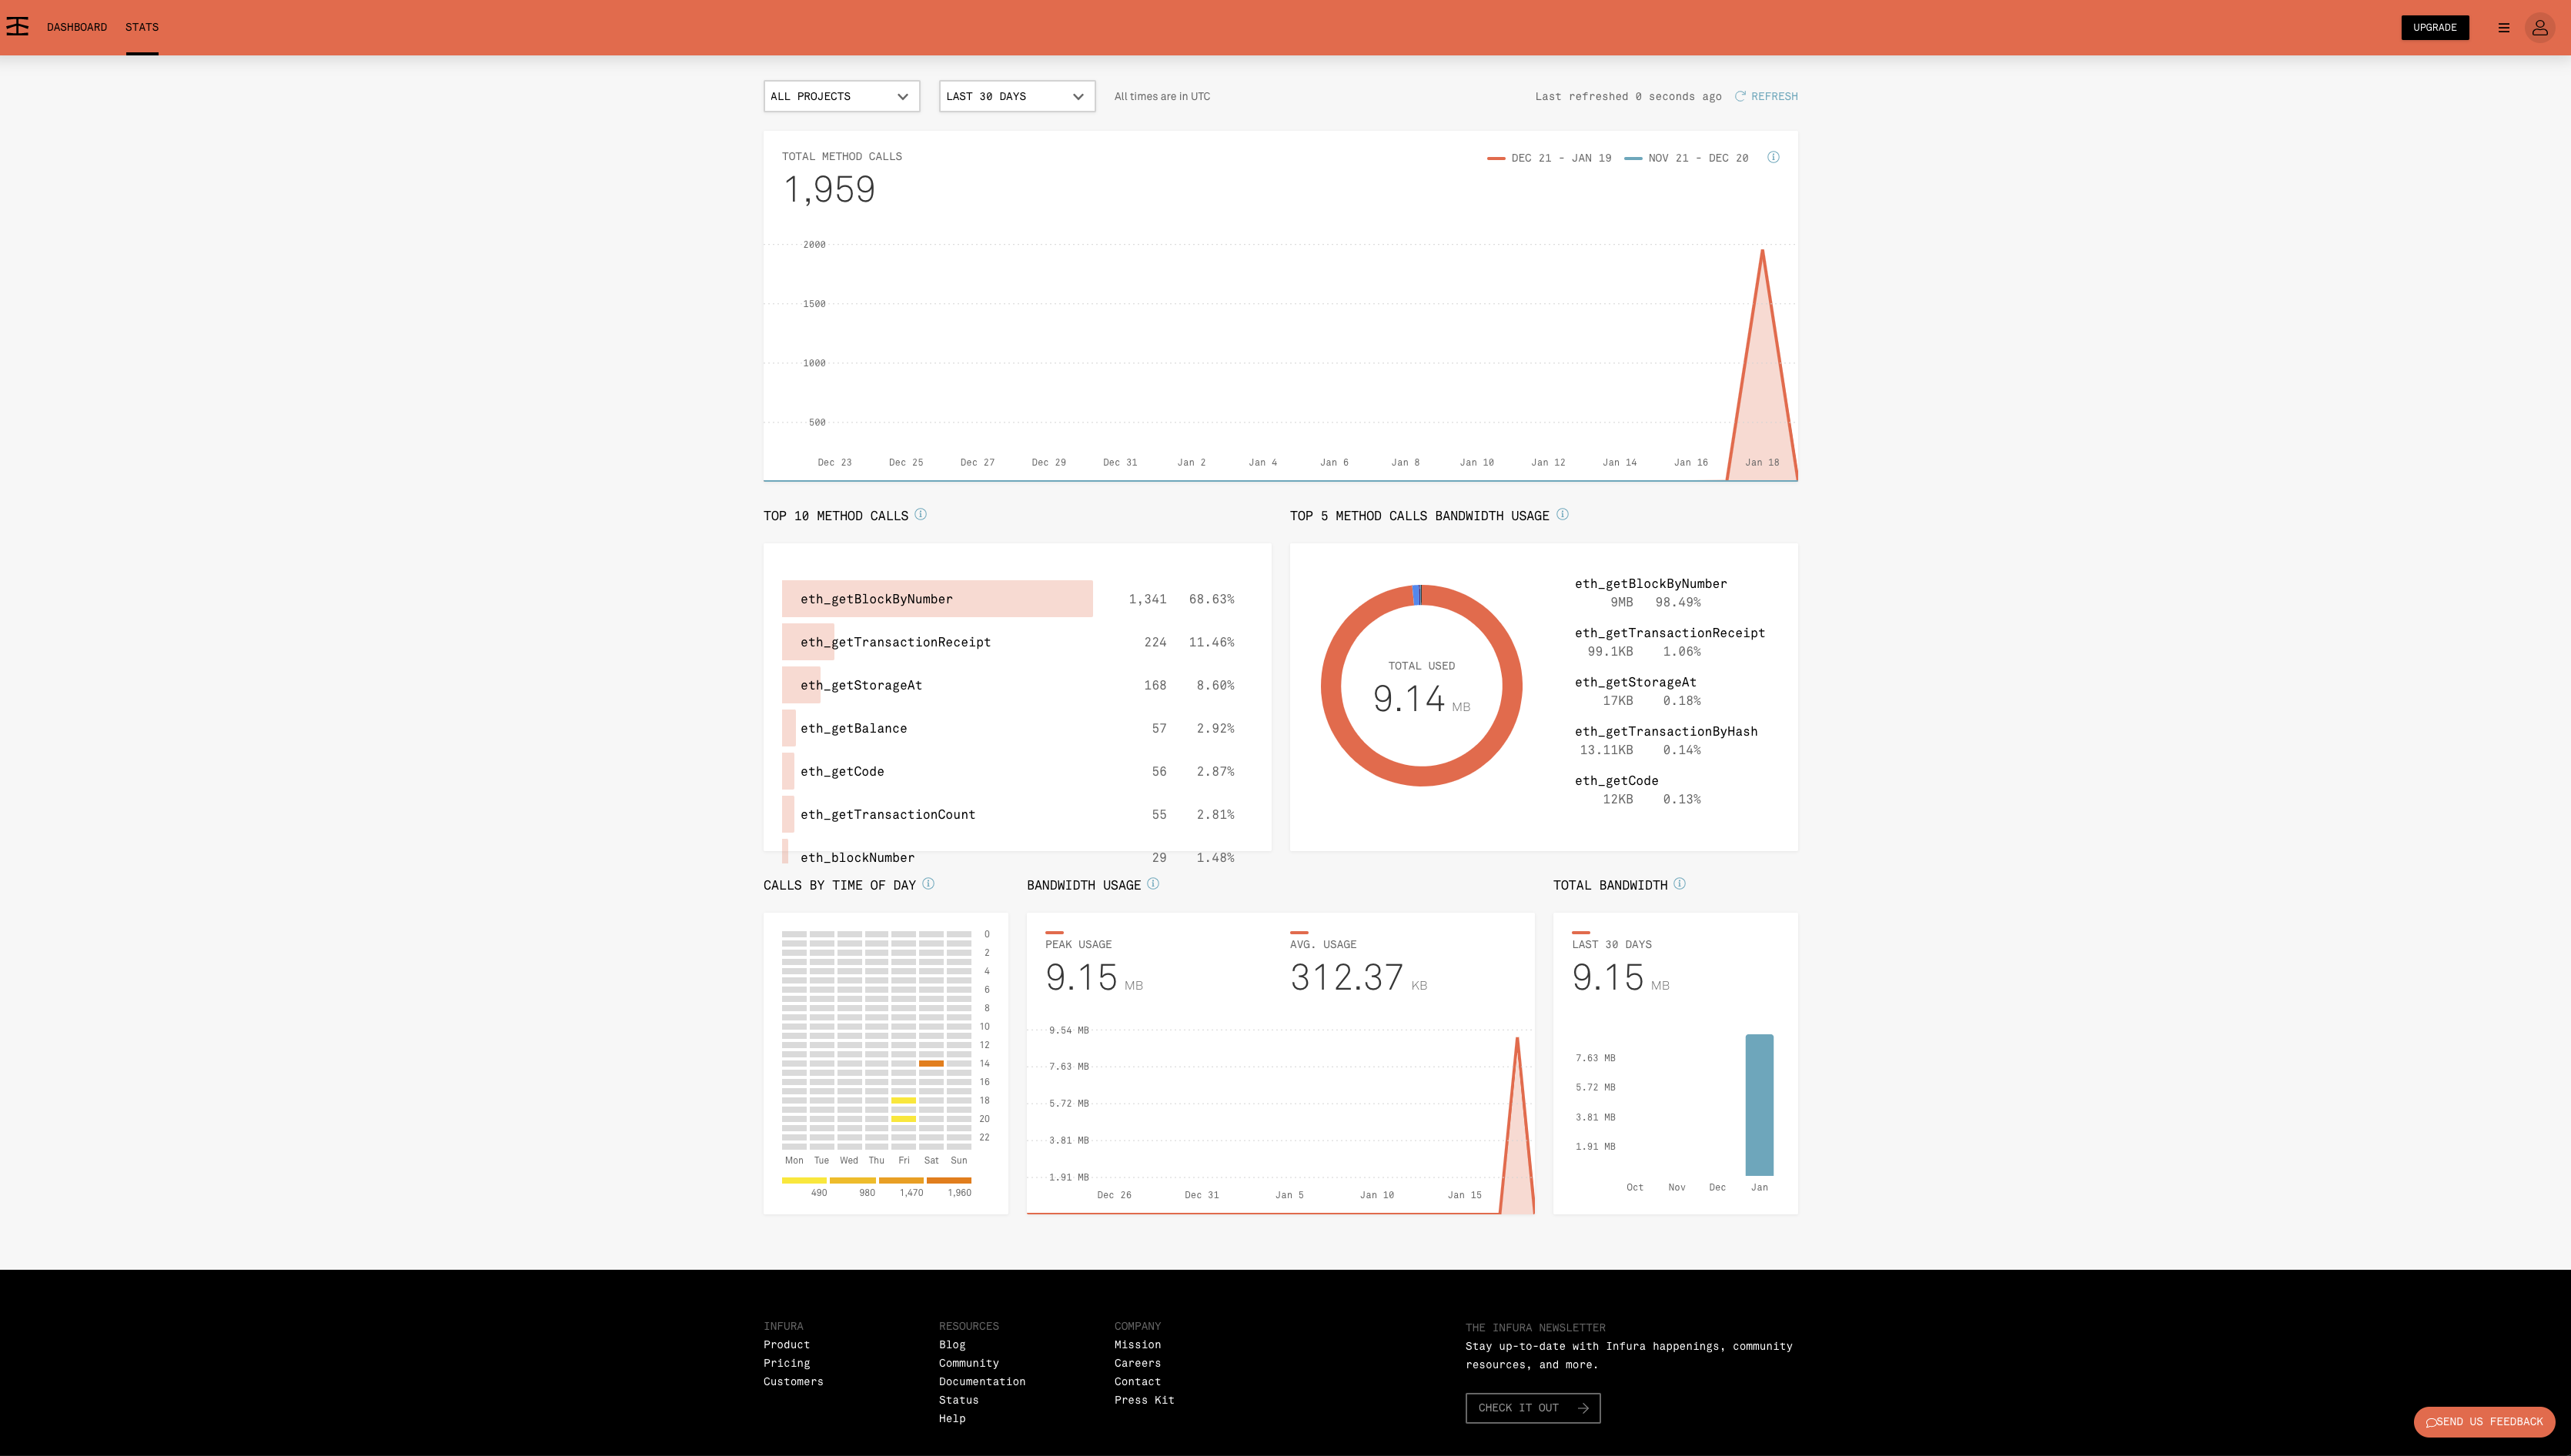 DASHBOARD STATS UPGRADE
ALL PROJECTS LAST 30 DAYS All times are in UTC Last refreshed 0 seconds ago REFRESH
TOTAL METHOD CALLS DEC 21 - JAN 19 NOV 21 - DEC 20
1,959
2000
1500
1000
500
Dec 23 Dec 25 Dec 27 Dec 29 Dec 31 Jan 2 Jan 4 Jan 6 Jan 8 Jan 10 Jan 12 Jan 14 Jan 16 Jan 18
TOP 10 METHOD CALLS
eth_getBlockByNumber 1,341 68.63%
eth_getTransactionReceipt 224 11.46%
eth_getStorageAt 168 8.60%
eth_getBalance 57 2.92%
eth_getCode 56 2.87%
eth_getTransactionCount 55 2.81%
eth_blockNumber 29 1.48%
TOP 5 METHOD CALLS BANDWIDTH USAGE
TOTAL USED
9.14 MB
eth_getBlockByNumber
9MB 98.49%
eth_getTransactionReceipt
99.1KB 1.06%
eth_getStorageAt
17KB 0.18%
eth_getTransactionByHash
13.11KB 0.14%
eth_getCode
12KB 0.13%
CALLS BY TIME OF DAY
0
2
4
6
8
10
12
14
16
18
20
22
Mon Tue Wed Thu Fri Sat Sun
490 980 1,470 1,960
BANDWIDTH USAGE
PEAK USAGE AVG. USAGE
9.15 MB 312.37 KB
9.54 MB
7.63 MB
5.72 MB
3.81 MB
1.91 MB
Dec 26 Dec 31 Jan 5 Jan 10 Jan 15
TOTAL BANDWIDTH
LAST 30 DAYS
9.15 MB
7.63 MB
5.72 MB
3.81 MB
1.91 MB
Oct Nov Dec Jan
INFURA
Product
Pricing
Customers
RESOURCES
Blog
Community
Documentation
Status
Help
COMPANY
Mission
Careers
Contact
Press Kit
THE INFURA NEWSLETTER
Stay up-to-date with Infura happenings, community
resources, and more.
CHECK IT OUT
SEND US FEEDBACK